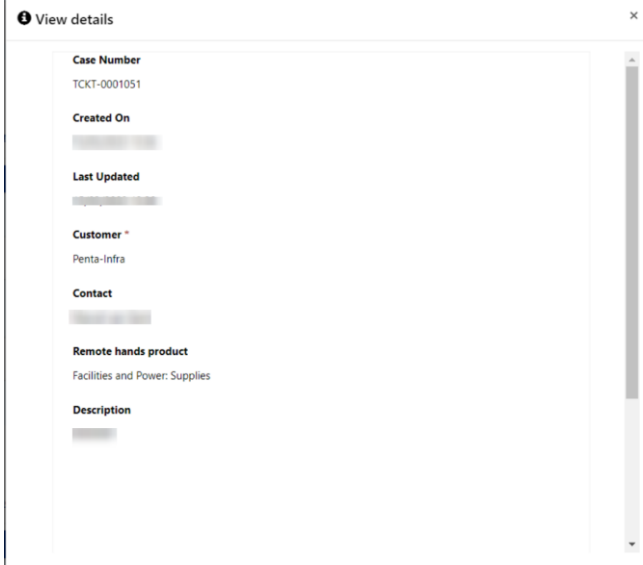 View details
Case Number
TCKT-0001051
Created On
Last Updated
Customer *
Penta-Infra
Contact
Remote hands product
Facilities and Power: Supplies
Description